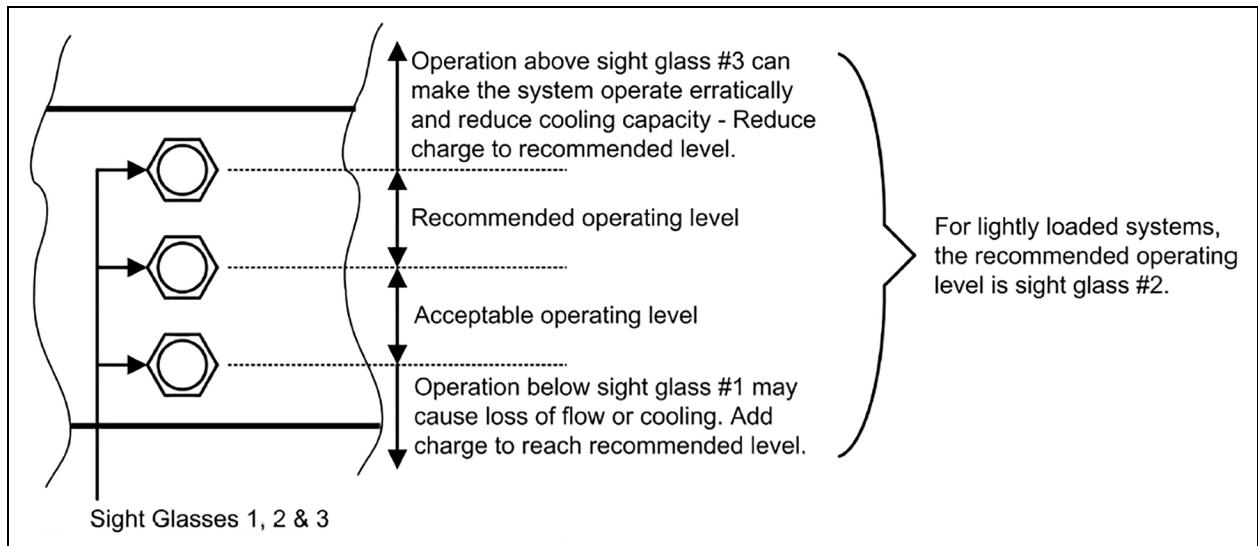 Operation above sight glass #3 can
make the system operate erratically
and reduce cooling capacity - Reduce
charge to recommended level.
Recommended operating level
Acceptable operating level
Operation below sight glass #1 may
cause loss of flow or cooling. Add
charge to reach recommended level.
For lightly loaded systems,
the recommended operating
level is sight glass #2.
Sight Glasses 1, 2 & 3